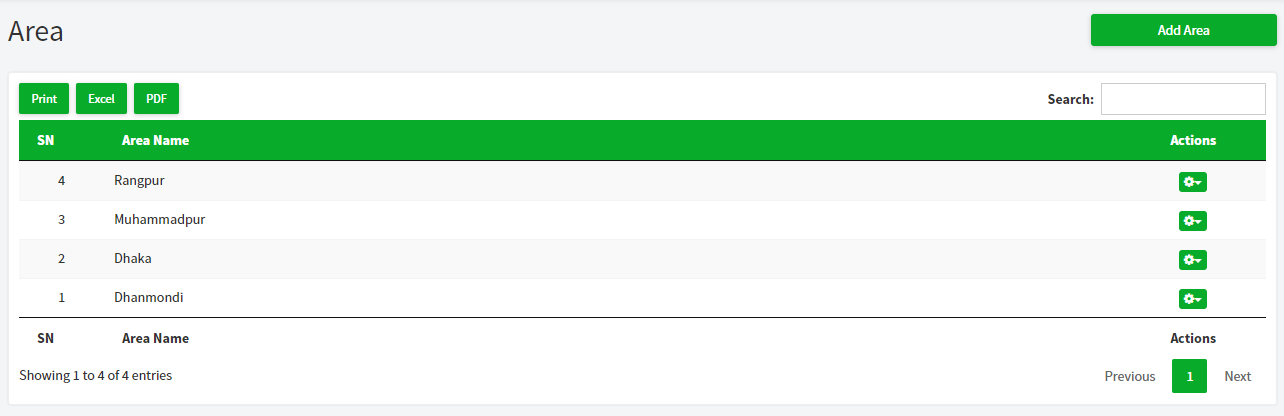 Area
Add Area
Print Excel PDF Search:
SN Area Name Actions
4 Rangpur
3 Muhammadpur
2 Dhaka
1 Dhanmondi
SN Area Name Actions
Showing 1 to 4 of 4 entries Previous 1 Next